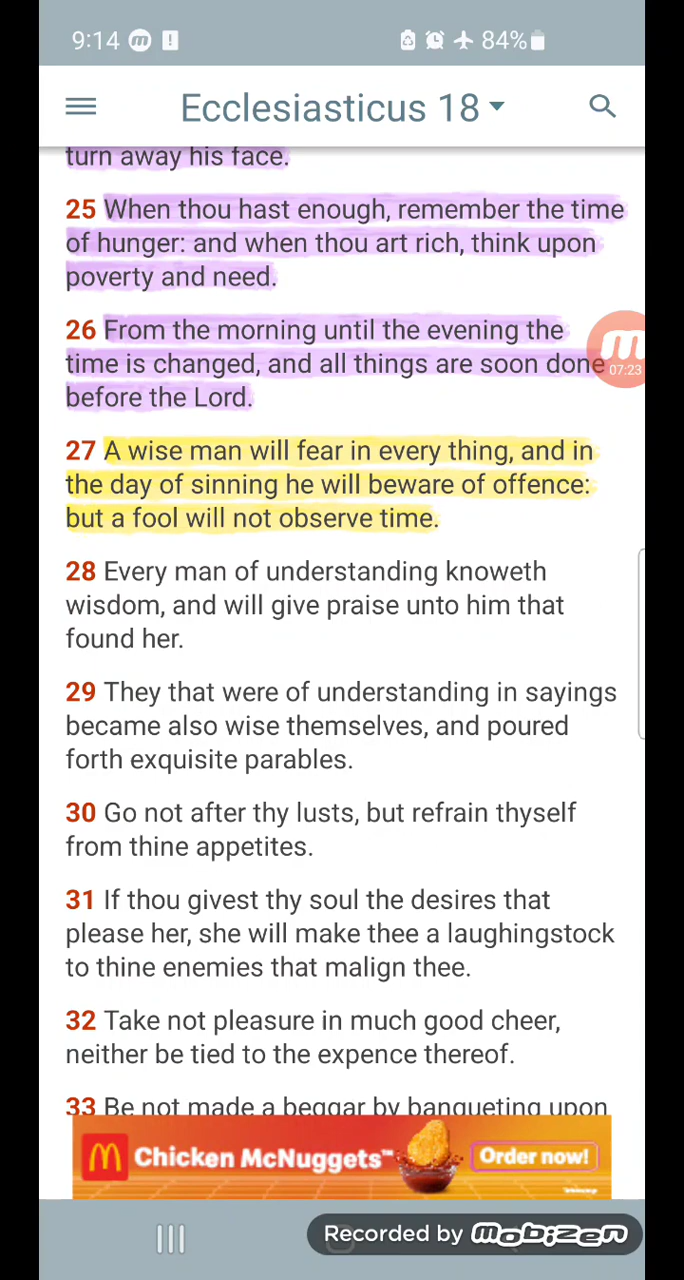 9:14 m ! 84%
Ecclesiasticus 18
turn away his face.
25 When thou hast enough, remember the time
of hunger: and when thou art rich, think upon
poverty and need.
26 From the morning until the evening the
time is changed, and all things are soon done
before the Lord.
m
07:23
27 A wise man will fear in every thing, and in
the day of sinning he will beware of offence:
but a fool will not observe time.
28 Every man of understanding knoweth
wisdom, and will give praise unto him that
found her.
29 They that were of understanding in sayings
became also wise themselves, and poured
forth exquisite parables.
30 Go not after thy lusts, but refrain thyself
from thine appetites.
31 If thou givest thy soul the desires that
please her, she will make thee a laughingstock
to thine enemies that malign thee.
32 Take not pleasure in much good cheer,
neither be tied to the expence thereof.
33 Be not made a beggar by banqueting upon
m Chicken McNuggets™ Order now!
Recorded by mobizen